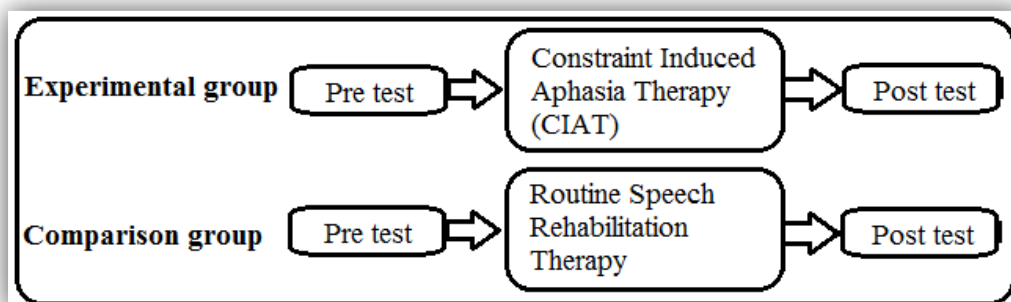 Experimental group
Pre test
Constraint Induced
Aphasia Therapy
(CIAT)
Post test
Comparison group
Pre test
Routine Speech
Rehabilitation
Therapy
Post test